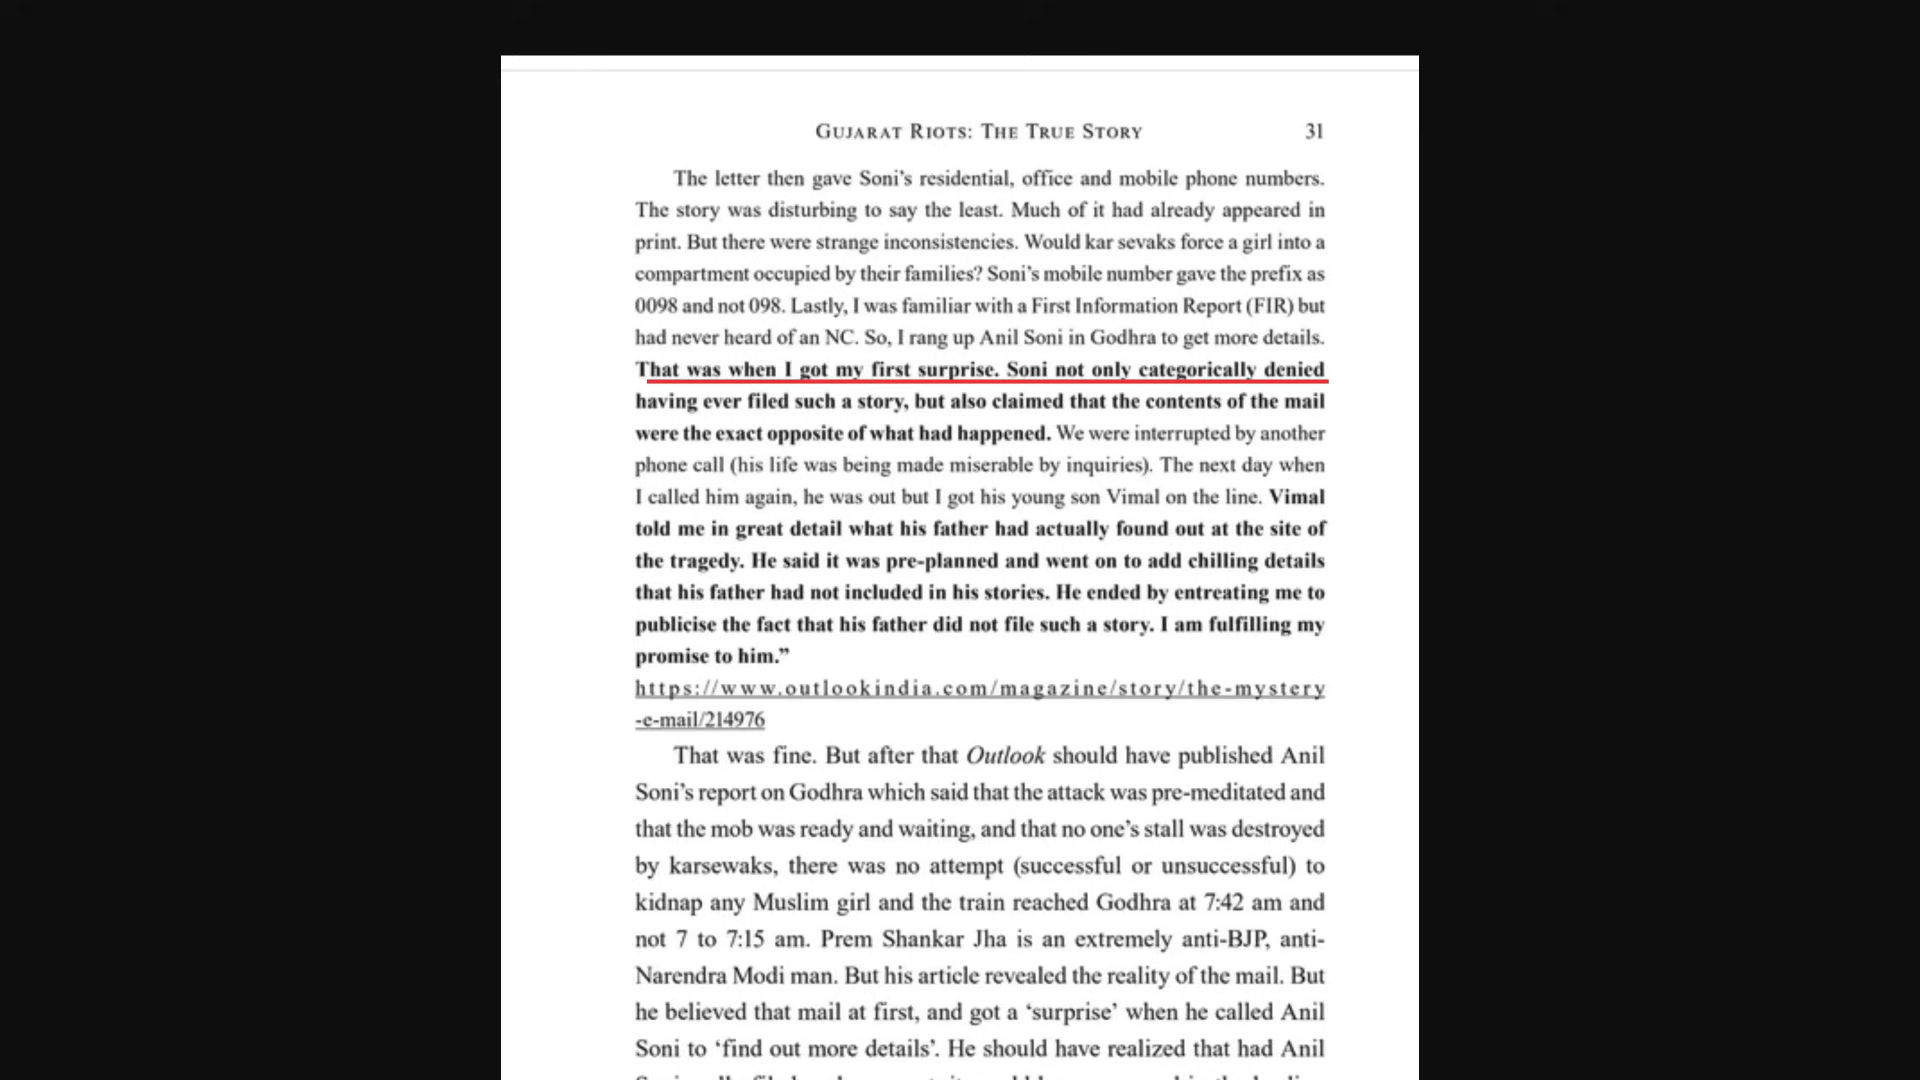 GUJARAT RIOTS: THE TRUE STORY 31
The letter then gave Soni's residential, office and mobile phone numbers.
The story was disturbing to say the least. Much of it had already appeared in
print. But there were strange inconsistencies. Would kar sevaks force a girl into a
compartment occupied by their families? Soni's mobile number gave the prefix as
0098 and not 098. Lastly, I was familiar with a First Information Report (FIR) but
had never heard of an NC. So, I rang up Anil Soni in Godhra to get more details.
That was when I got my first surprise. Soni not only categorically denied
having ever filed such a story, but also claimed that the contents of the mail
were the exact opposite of what had happened. We were interrupted by another
phone call (his life was being made miserable by inquiries). The next day when
I called him again, he was out but I got his young son Vimal on the line. Vimal
told me in great detail what his father had actually found out at the site of
the tragedy. He said it was pre-planned and went on to add chilling details
that his father had not included in his stories. He ended by entreating me to
publicise the fact that his father did not file such a story. I am fulfilling my
promise to him.”
https://www.outlookindia.com/magazine/story/the-mystery
-e-mail/214976
That was fine. But after that Outlook should have published Anil
Soni's report on Godhra which said that the attack was pre-meditated and
that the mob was ready and waiting, and that no one's stall was destroyed
by karsewaks, there was no attempt (successful or unsuccessful) to
kidnap any Muslim girl and the train reached Godhra at 7:42 am and
not 7 to 7:15 am. Prem Shankar Jha is an extremely anti-BJP, anti-
Narendra Modi man. But his article revealed the reality of the mail. But
he believed that mail at first, and got a ‘surprise’ when he called Anil
Soni to ‘find out more details’. He should have realized that had Anil